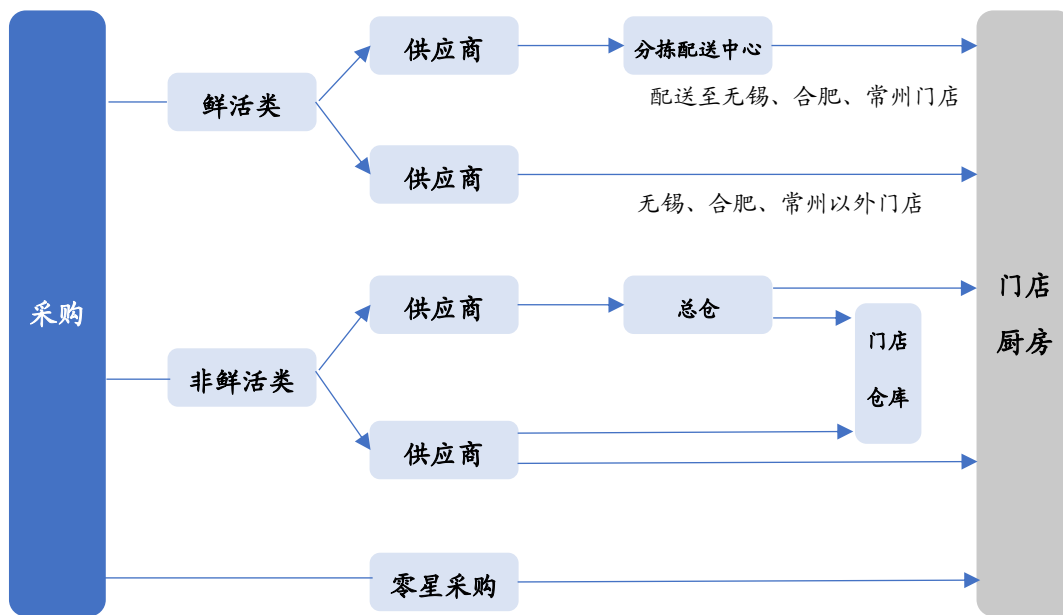 采购
鲜活类
供应商
分拣配送中心
配送至无锡、合肥、常州门店
供应商
无锡、合肥、常州以外门店
非鲜活类
供应商
总仓
门店
仓库
供应商
零星采购
门店
厨房